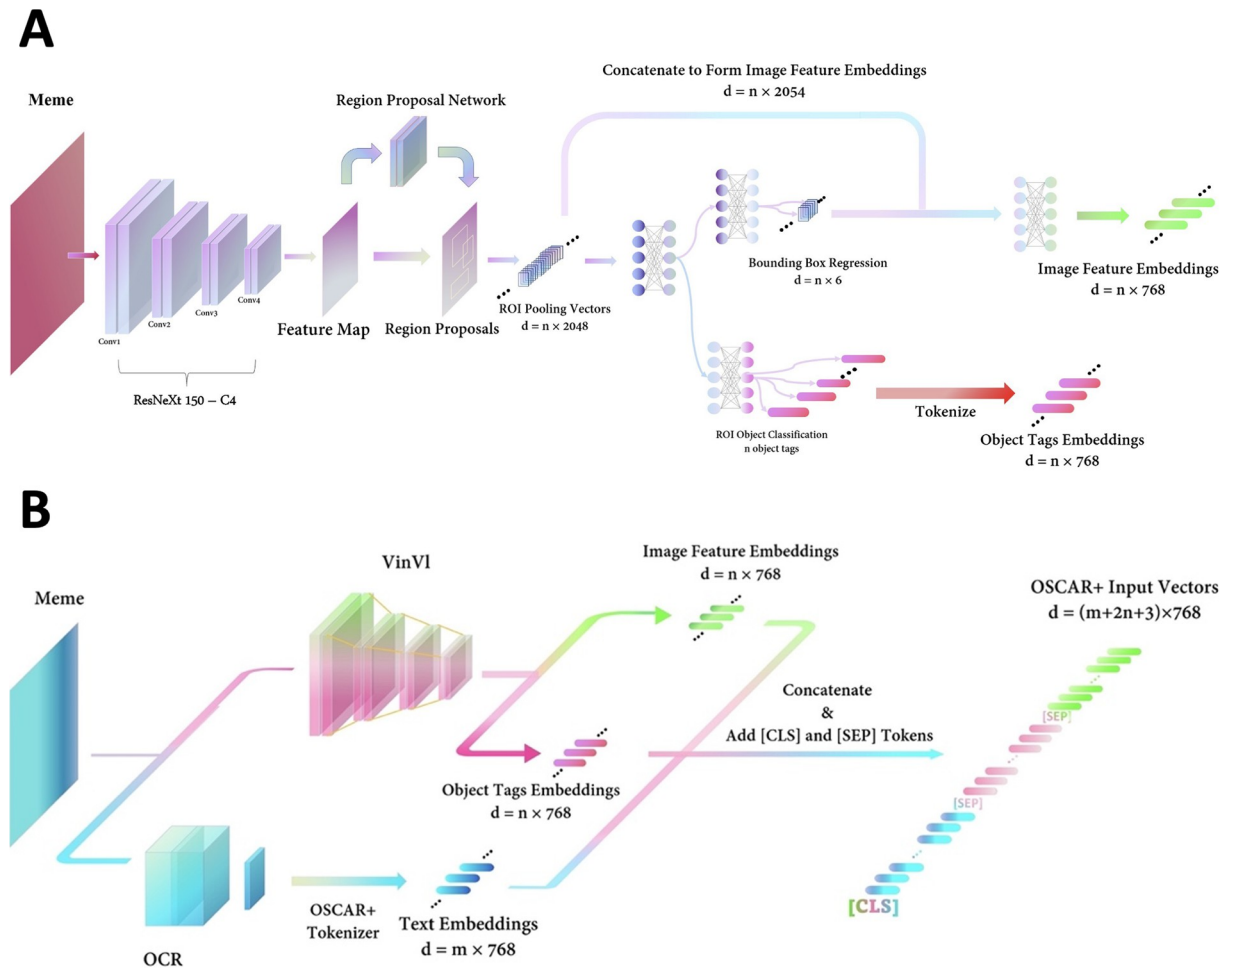 A
Meme
Region Proposal Network
Concatenate to Form Image Feature Embeddings
d = n × 2054
Conv1
Conv2
Conv3
Conv4
ResNeXt 150 – C4
Feature Map
Region Proposals
ROI Pooling Vectors
d = n × 2048
Bounding Box Regression
d = n × 6
Image Feature Embeddings
d = n × 768
ROI Object Classification
n object tags
Tokenize
Object Tags Embeddings
d = n × 768
B
Meme
VinVl
Image Feature Embeddings
d = n × 768
OSCAR+ Input Vectors
d = (m+2n+3)×768
Concatenate
&
Add [CLS] and [SEP] Tokens
Object Tags Embeddings
d = n × 768
[SEP]
[SEP]
[CLS]
OCR
OSCAR+
Tokenizer
Text Embeddings
d = m × 768